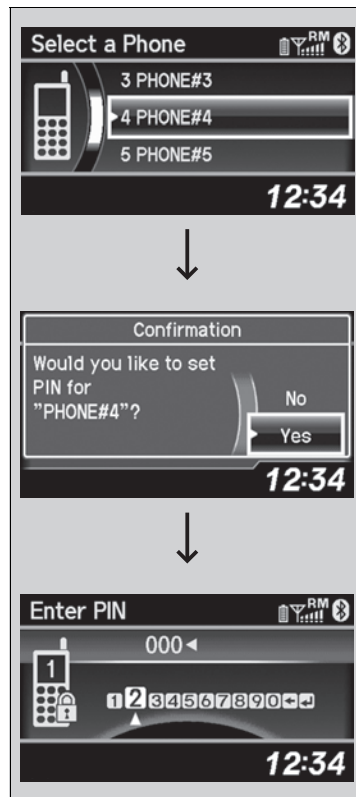 Select a Phone RM
3 PHONE#3
4 PHONE#4
5 PHONE#5
12:34
Confirmation
Would you like to set
PIN for
"PHONE#4"?
No
Yes
12:34
Enter PIN RM
000
1
1234567890
12:34